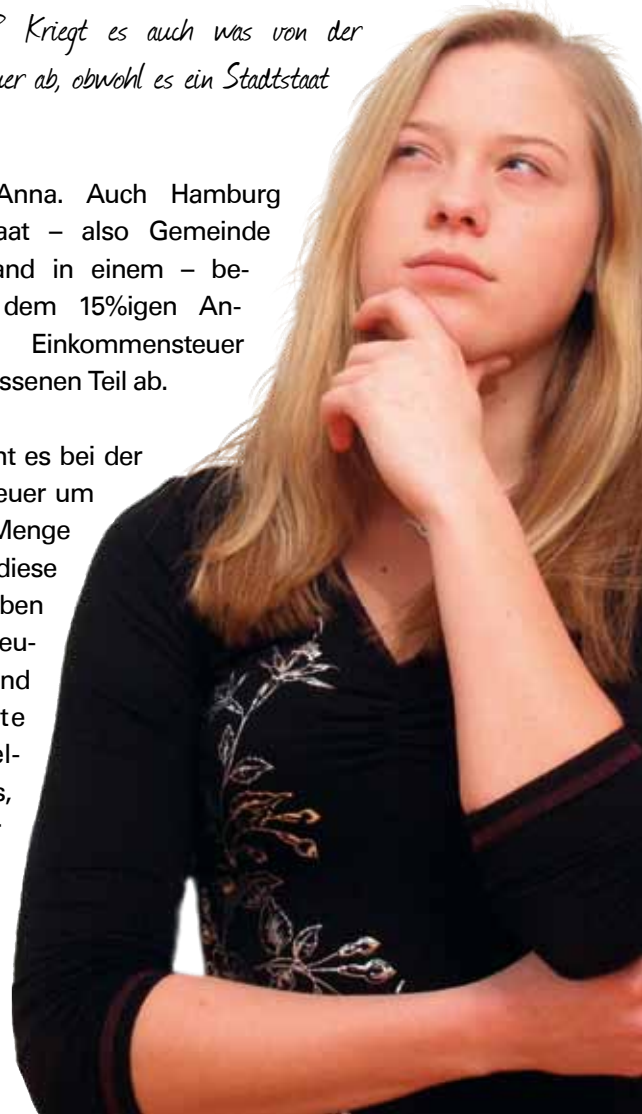 ? Kriegt es auch was von der
uer ab, obwohl es ein Stadtstaat
Anna. Auch Hamburg
aat – also Gemeinde
and in einem – be-
dem 15%igen An-
Einkommensteuer
ssenen Teil ab.
nt es bei der
euer um
Menge
diese
ben
eu-
nd
te
el-
s,